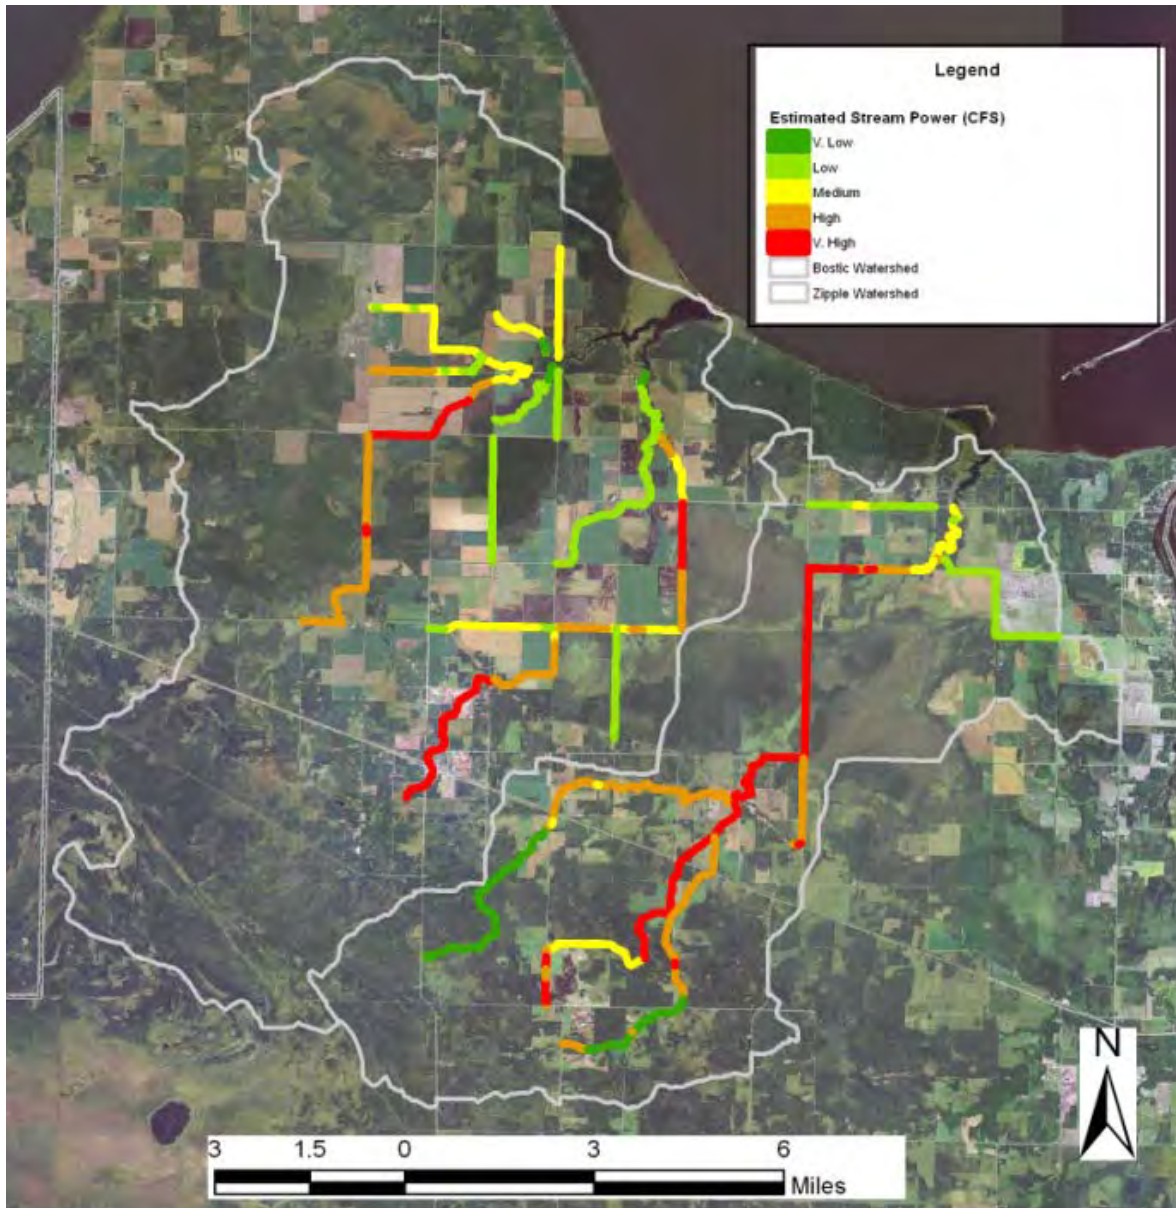 Legend
Estimated Stream Power (CFS)
V. Low
Low
Medium
High
V. High
Bostic Watershed
Zipple Watershed
N
3 1.5 0 3 6
Miles